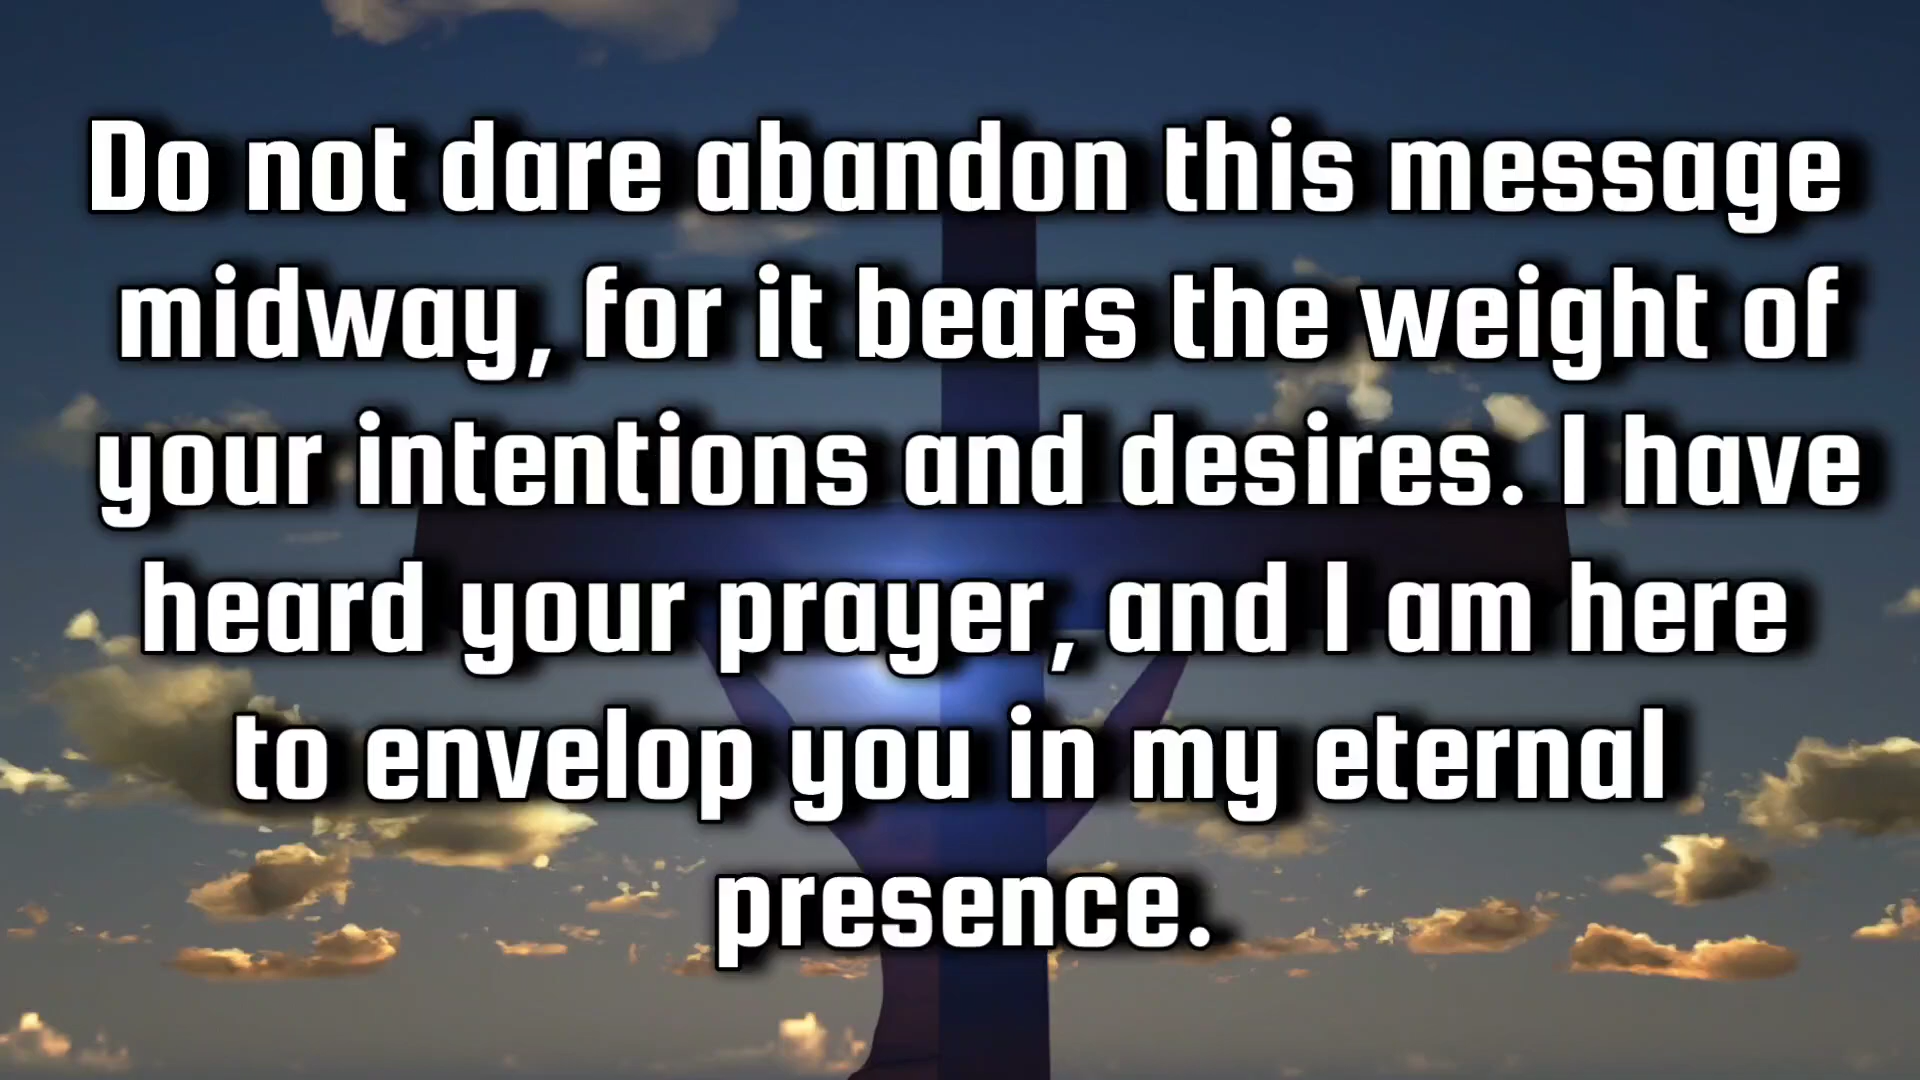 Do not dare abandon this message
midway, for it bears the weight of
your intentions and desires. I have
heard your prayer, and I am here
to envelop you in my eternal
presence.